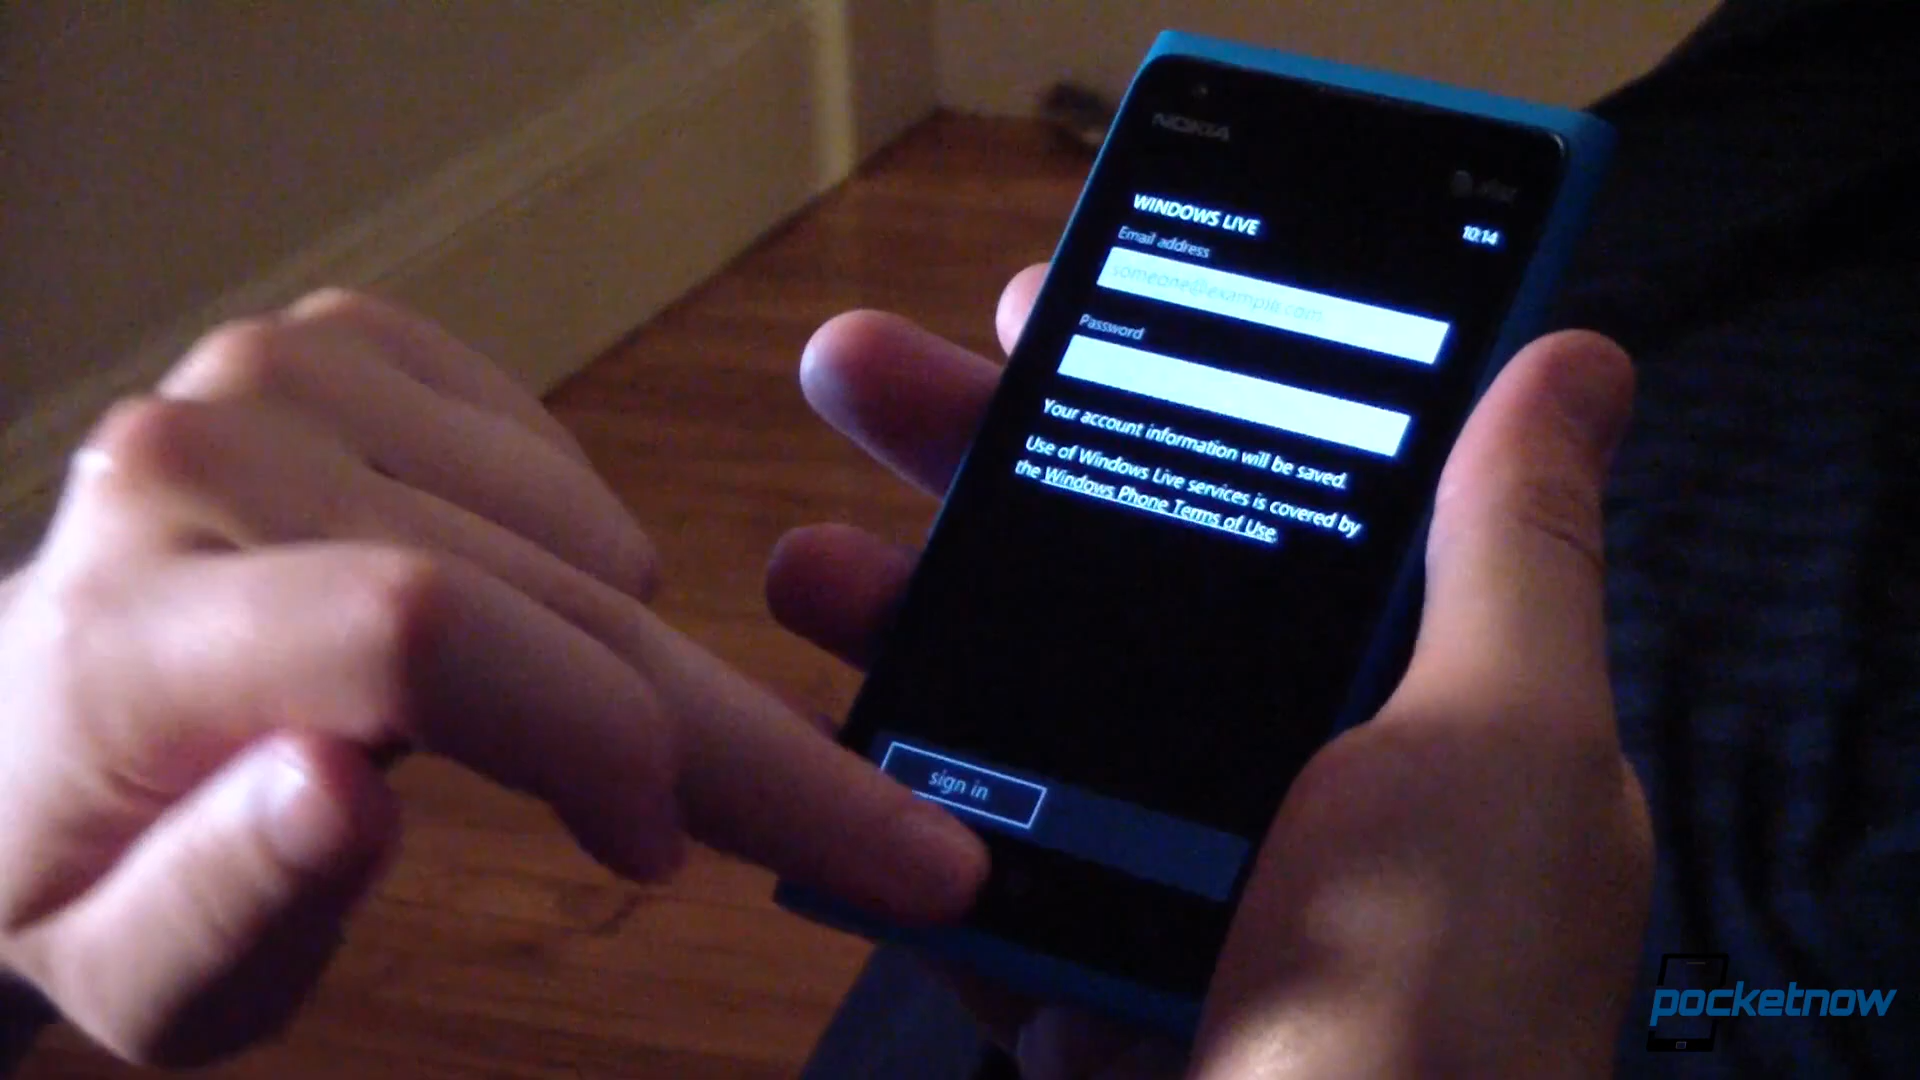 NOKIA
at&t
10:14
WINDOWS LIVE
Email address
someone@example.com
Password
Your account information will be saved.
Use of Windows Live services is covered by
the Windows Phone Terms of Use.
sign in
pocketnow